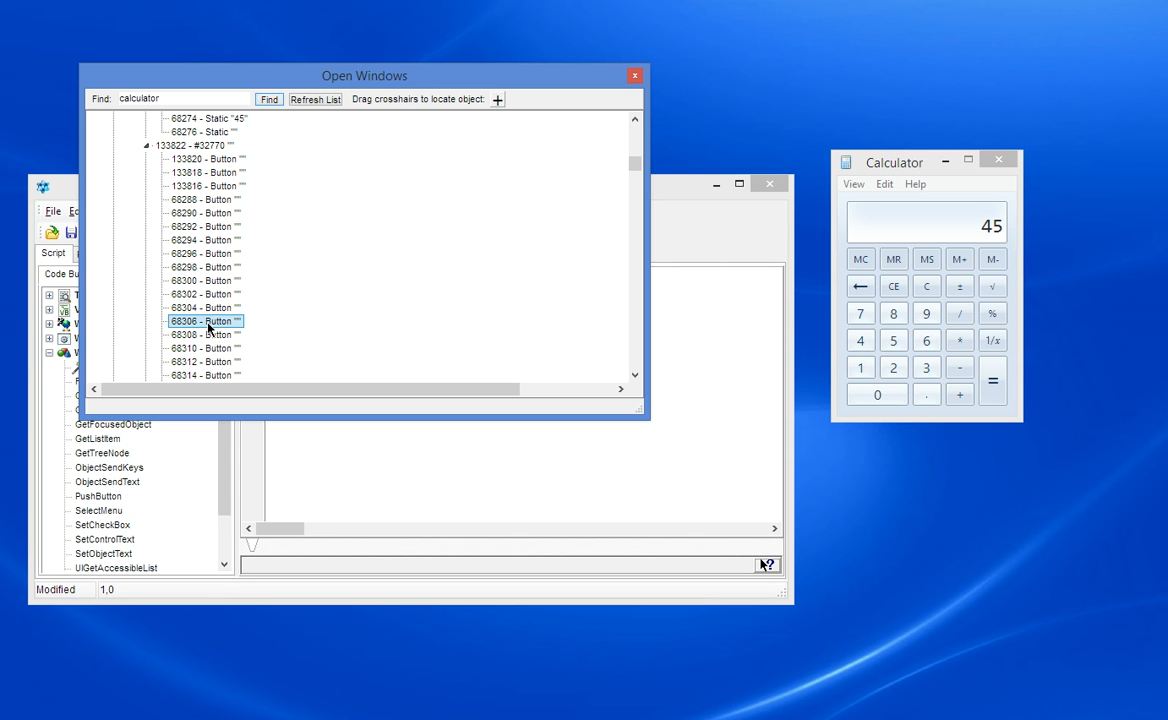 Open Windows
x
Find: calculator Find Refresh List Drag crosshairs to locate object: +
68274 - Static "45"
68276 - Static ""
133822 - #32770 ""
133820 - Button ""
133818 - Button ""
133816 - Button ""
68288 - Button ""
68290 - Button ""
68292 - Button ""
68294 - Button ""
68296 - Button ""
68298 - Button ""
68300 - Button ""
68302 - Button ""
68304 - Button ""
68306 - Button ""
68308 - Button ""
68310 - Button ""
68312 - Button ""
68314 - Button ""
File Ed
Script
Code Bu
T
V
W
W
W
GetFocusedObject
GetListItem
GetTreeNode
ObjectSendKeys
ObjectSendText
PushButton
SelectMenu
SetCheckBox
SetControlText
SetObjectText
UIGetAccessibleList
?
Modified 1,0
Calculator
View Edit Help
45
MC MR MS M+ M-
← CE C ± √
7 8 9 / %
4 5 6 * 1/x
1 2 3 - =
0 . +